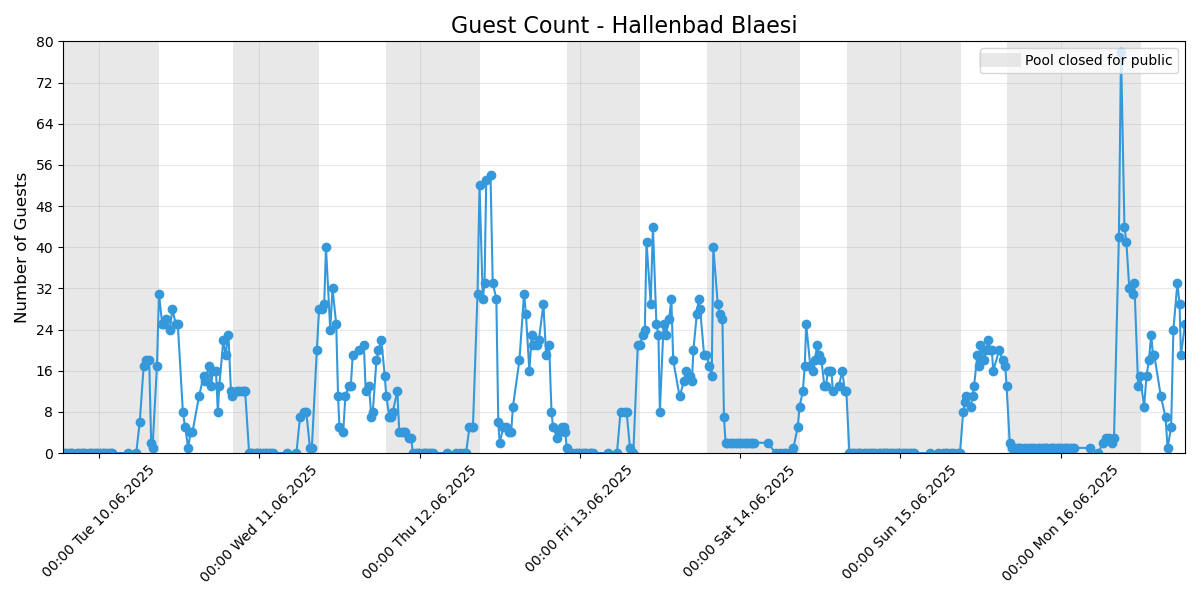 Guest Count - Hallenbad Blaesi
Pool closed for public
Number of Guests
80
72
64
56
48
40
32
24
16
8
0
00:00 Tue 10.06.2025
00:00 Wed 11.06.2025
00:00 Thu 12.06.2025
00:00 Fri 13.06.2025
00:00 Sat 14.06.2025
00:00 Sun 15.06.2025
00:00 Mon 16.06.2025